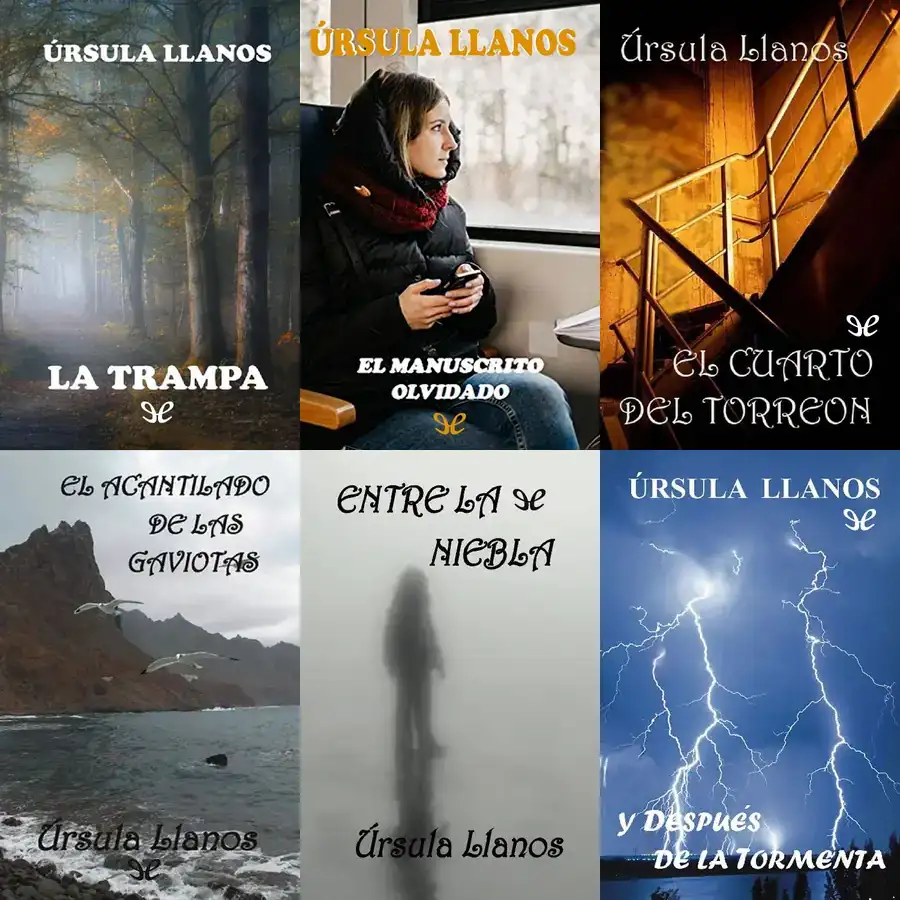 ÚRSULA LLANOS
LA TRAMPA
ÚRSULA LLANOS
EL MANUSCRITO
OLVIDADO
Úrsula Llanos
EL CUARTO
DEL TORREON
EL ACANTILADO
DE LAS
GAVIOTAS
Úrsula Llanos
ENTRE LA
NIEBLA
Úrsula Llanos
ÚRSULA LLANOS
Y DESPUÉS
DE LA TORMENTA